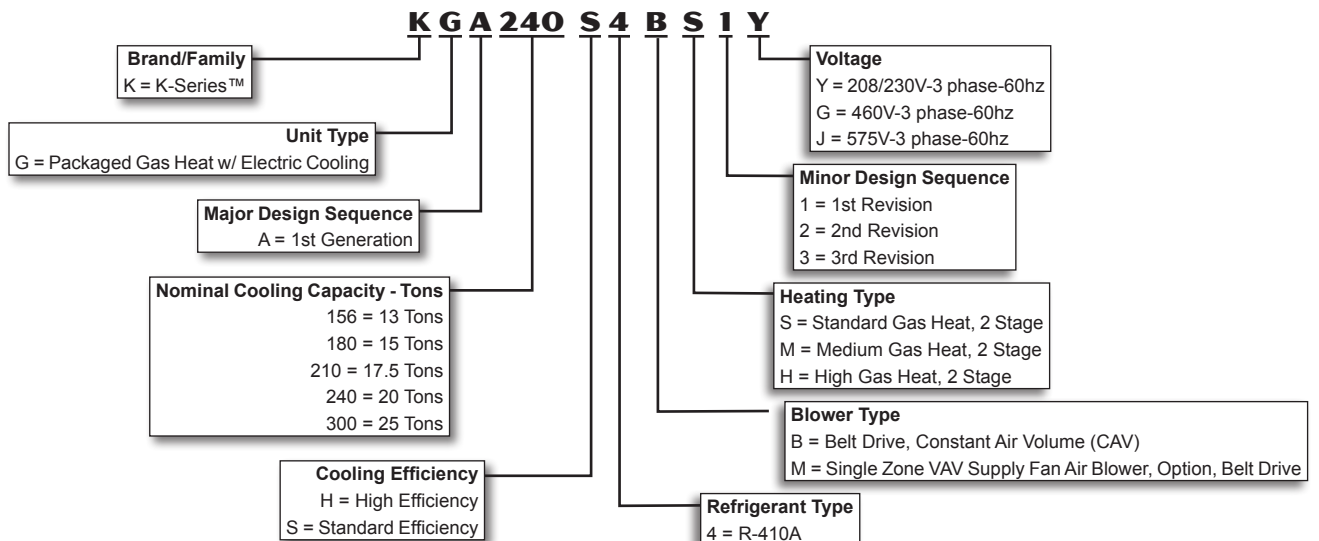 K G A 240 S 4 B S 1 Y
Brand/Family
K = K-Series™
Unit Type
G = Packaged Gas Heat w/ Electric Cooling
Major Design Sequence
A = 1st Generation
Nominal Cooling Capacity - Tons
156 = 13 Tons
180 = 15 Tons
210 = 17.5 Tons
240 = 20 Tons
300 = 25 Tons
Cooling Efficiency
H = High Efficiency
S = Standard Efficiency
Voltage
Y = 208/230V-3 phase-60hz
G = 460V-3 phase-60hz
J = 575V-3 phase-60hz
Minor Design Sequence
1 = 1st Revision
2 = 2nd Revision
3 = 3rd Revision
Heating Type
S = Standard Gas Heat, 2 Stage
M = Medium Gas Heat, 2 Stage
H = High Gas Heat, 2 Stage
Blower Type
B = Belt Drive, Constant Air Volume (CAV)
M = Single Zone VAV Supply Fan Air Blower, Option, Belt Drive
Refrigerant Type
4 = R-410A